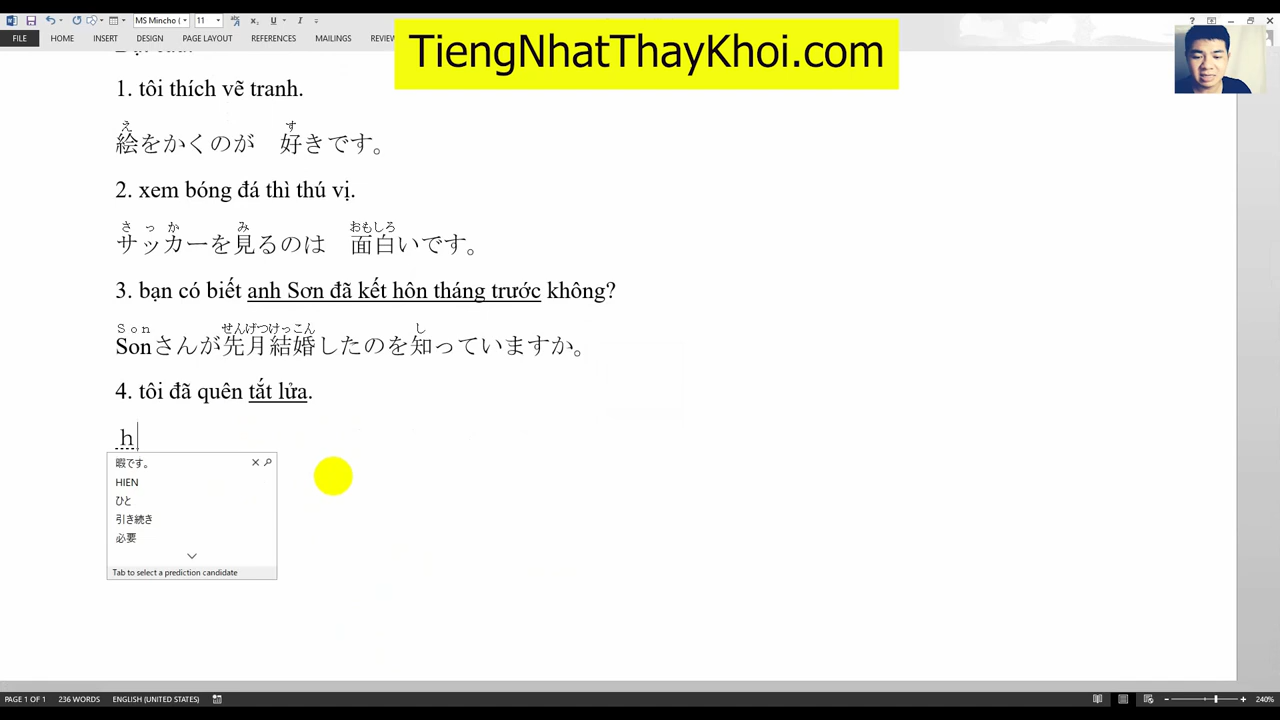 MS Mincho (
11
FILE
HOME
INSERT
DESIGN
PAGE LAYOUT
REFERENCES
MAILINGS
TiengNhatThayKhoi.com
1. tôi thích vẽ tranh.
え す
絵をかくのが　好きです。
2. xem bóng đá thì thú vị.
さ っ か み おもしろ
サッカーを見るのは　面白いです。
3. bạn có biết anh Sơn đã kết hôn tháng trước không?
Ｓｏｎ せんげつけっこん し
Sonさんが先月結婚したのを知っていますか。
4. tôi đã quên tắt lửa.
ｈ
暇です。
HIEN
ひと
引き続き
必要
Tab to select a prediction candidate
PAGE 1 OF 1
236 WORDS
ENGLISH (UNITED STATES)
240%